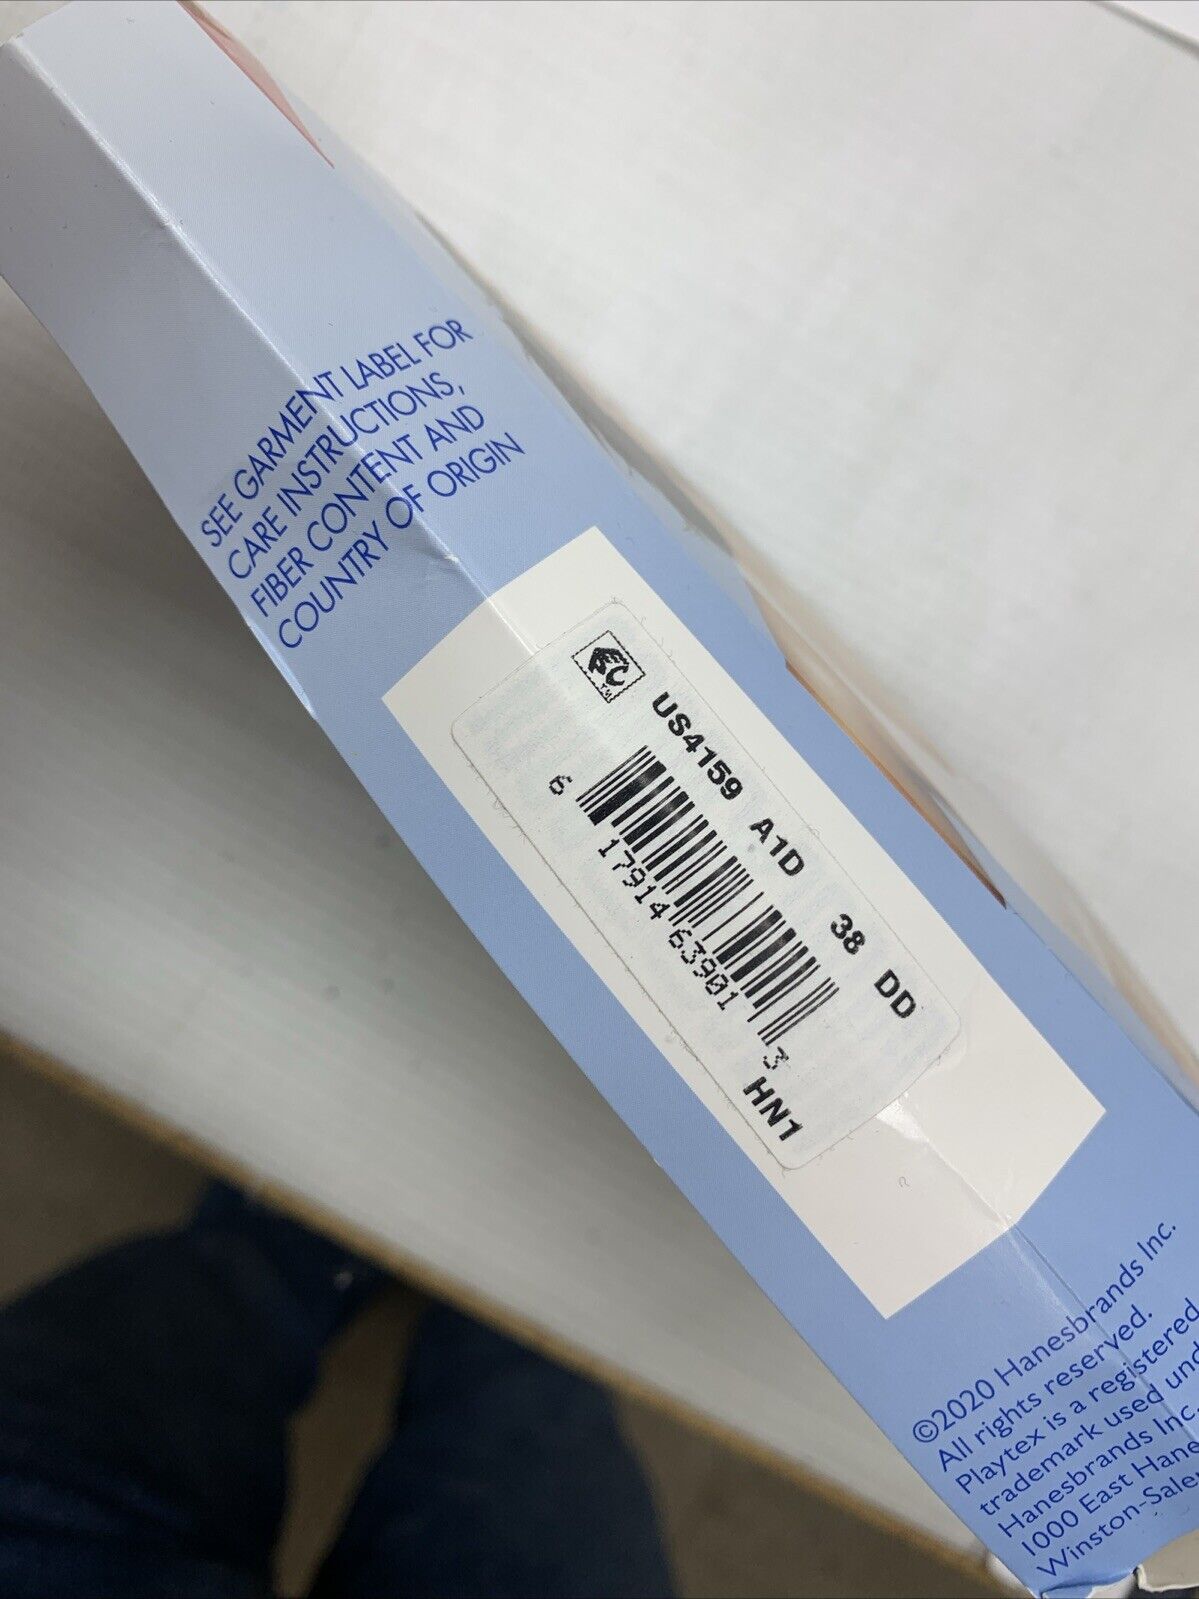 SEE GARMENT LABEL FOR
CARE INSTRUCTIONS,
FIBER CONTENT AND
COUNTRY OF ORIGIN
TM
US4159 A1D 38 DD
6 17914 63901 3
HN1
©2020 Hanesbrands Inc.
All rights reserved.
Playtex is a registered
trademark used
Hanesbrands Inc.
1000 East